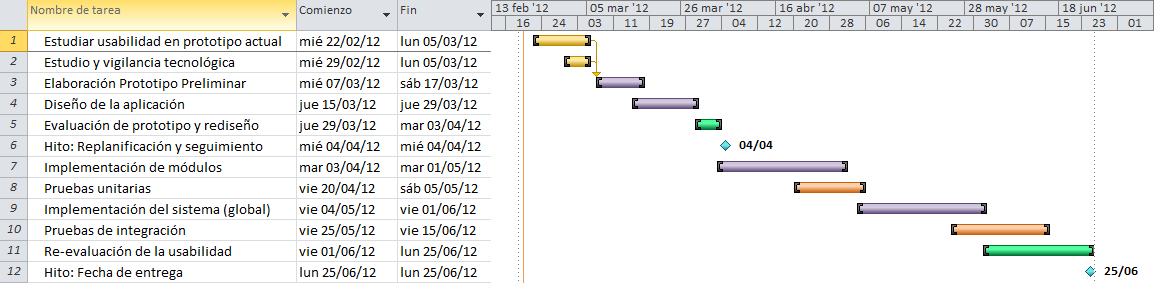 Nombre de tarea Comienzo Fin 13 feb '12 05 mar '12 26 mar '12 16 abr '12 07 may '12 28 may '12 18 jun '12
16 24 03 11 19 27 04 12 20 28 06 14 22 30 07 15 23 01
1 Estudiar usabilidad en prototipo actual mié 22/02/12 lun 05/03/12
2 Estudio y vigilancia tecnológica mié 29/02/12 lun 05/03/12
3 Elaboración Prototipo Preliminar mié 07/03/12 sáb 17/03/12
4 Diseño de la aplicación jue 15/03/12 jue 29/03/12
5 Evaluación de prototipo y rediseño jue 29/03/12 mar 03/04/12
6 Hito: Replanificación y seguimiento mié 04/04/12 mié 04/04/12 04/04
7 Implementación de módulos mar 03/04/12 mar 01/05/12
8 Pruebas unitarias vie 20/04/12 sáb 05/05/12
9 Implementación del sistema (global) vie 04/05/12 vie 01/06/12
10 Pruebas de integración vie 25/05/12 vie 15/06/12
11 Re-evaluación de la usabilidad vie 01/06/12 lun 25/06/12
12 Hito: Fecha de entrega lun 25/06/12 lun 25/06/12 25/06